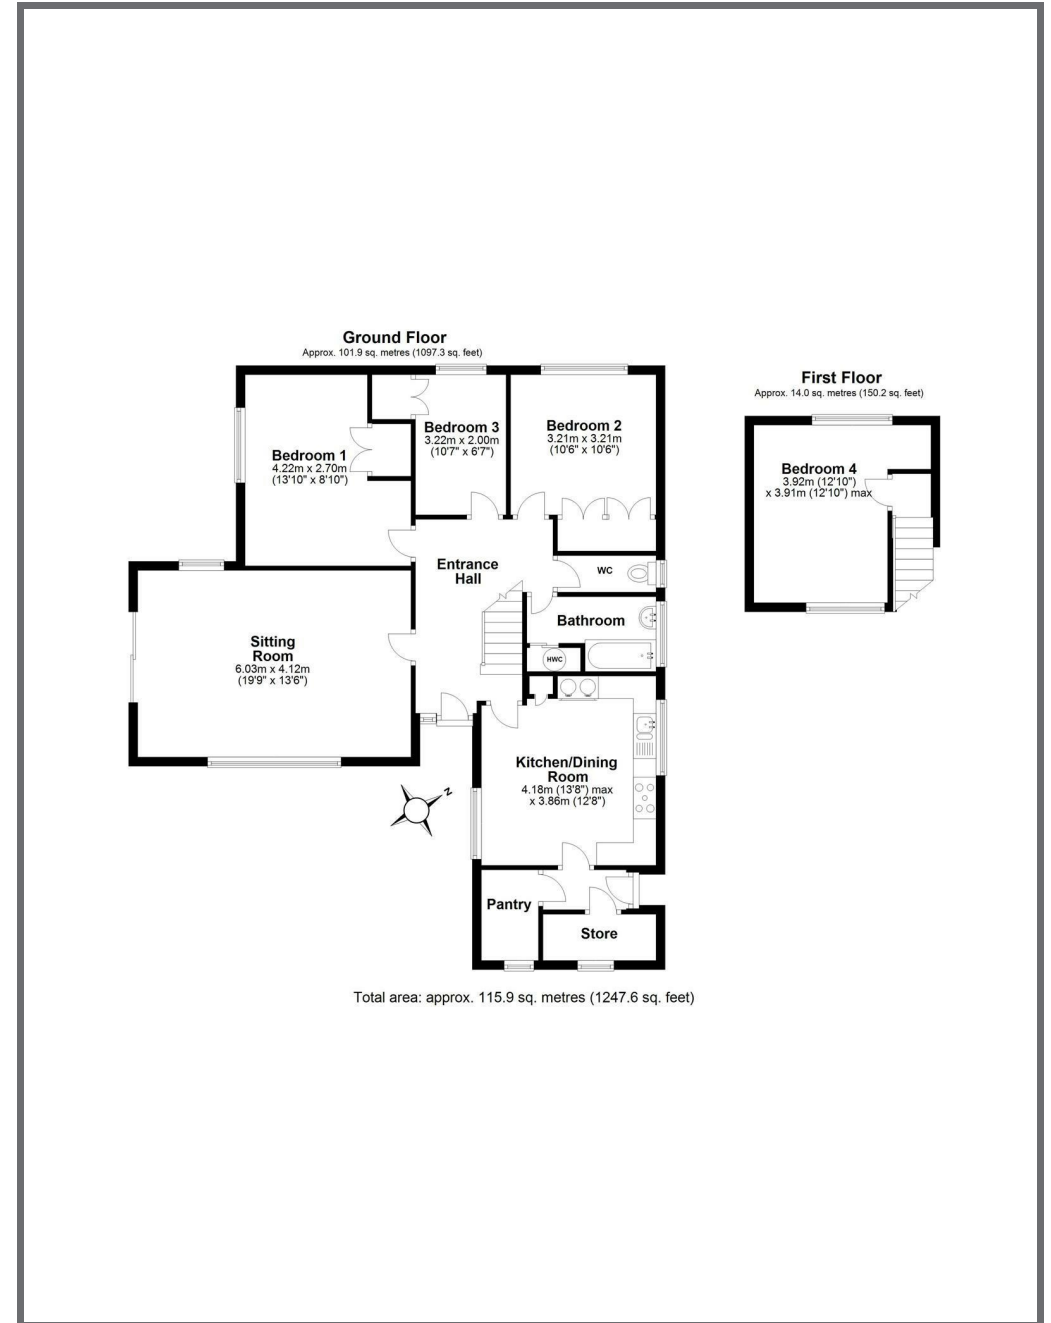 Ground Floor
Approx. 101.9 sq. metres (1097.3 sq. feet)
First Floor
Approx. 14.0 sq. metres (150.2 sq. feet)
Bedroom 1
4.22m x 2.70m
(13'10" x 8'10")
Bedroom 3
3.22m x 2.00m
(10'7" x 6'7")
Bedroom 2
3.21m x 3.21m
(10'6" x 10'6")
Bedroom 4
3.92m (12'10")
x 3.91m (12'10") max
Entrance
Hall
WC
Bathroom
HWC
Sitting
Room
6.03m x 4.12m
(19'9" x 13'6")
Kitchen/Dining
Room
4.18m (13'8") max
x 3.86m (12'8")
N
Pantry
Store
Total area: approx. 115.9 sq. metres (1247.6 sq. feet)